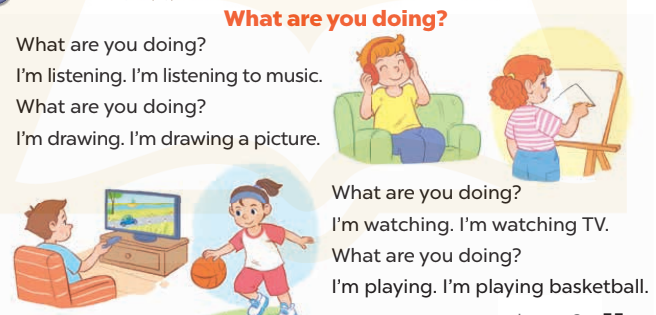 What are you doing?
What are you doing?
I'm listening. I'm listening to music.
What are you doing?
I'm drawing. I'm drawing a picture.
What are you doing?
I'm watching. I'm watching TV.
What are you doing?
I'm playing. I'm playing basketball.